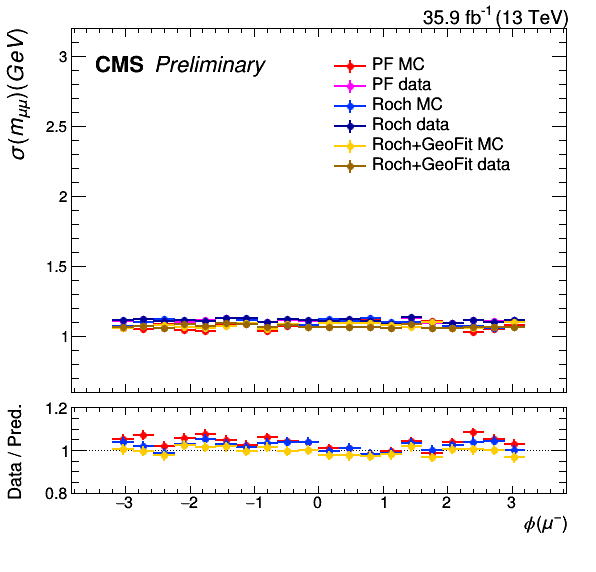 35.9 fb⁻¹ (13 TeV)
CMS Preliminary
σ(m_μμ)(GeV)
3
2.5
2
1.5
1
PF MC
PF data
Roch MC
Roch data
Roch+GeoFit MC
Roch+GeoFit data
Data / Pred.
1.2
1
0.8
−3 −2 −1 0 1 2 3
ϕ(μ⁻)